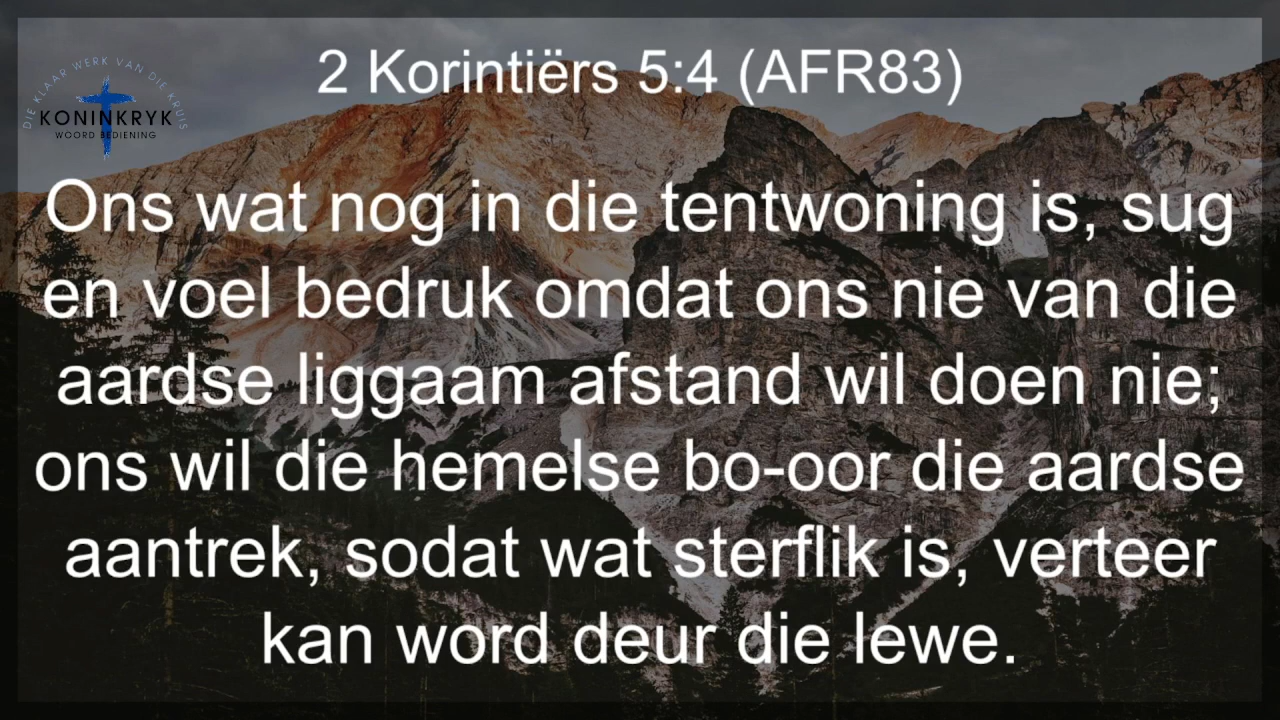 2 Korintiërs 5:4 (AFR83)
DIE KLAAR WERK VAN DIE KRUIS
KONINKRYK
WOORD BEDIENING
Ons wat nog in die tentwoning is, sug
en voel bedruk omdat ons nie van die
aardse liggaam afstand wil doen nie;
ons wil die hemelse bo-oor die aardse
aantrek, sodat wat sterflik is, verteer
kan word deur die lewe.